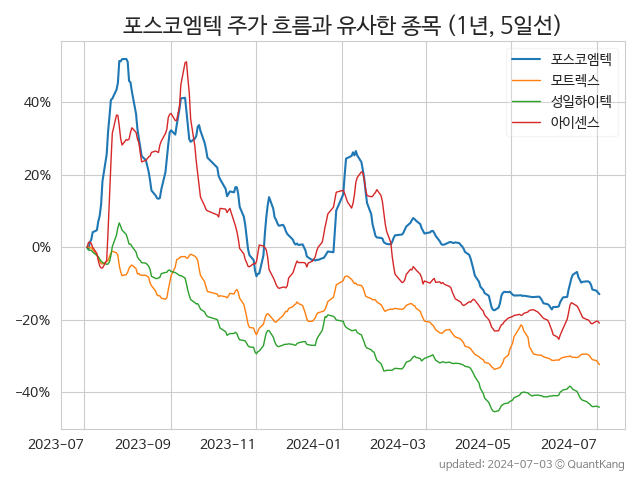 포스코엠텍 주가 흐름과 유사한 종목 (1년, 5일선)
포스코엠텍
모트렉스
성일하이텍
아이센스
40%
20%
0%
−20%
−40%
2023-07 2023-09 2023-11 2024-01 2024-03 2024-05 2024-07
updated: 2024-07-03 © QuantKang